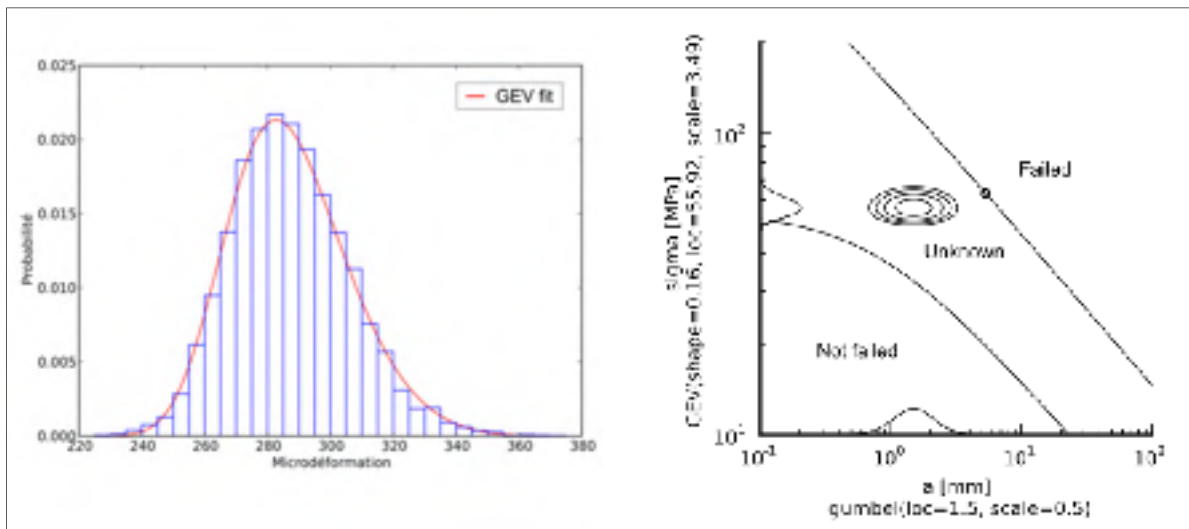 0.025
0.020
0.015
0.010
0.005
0.000
Probabilité
GEV fit
220 240 260 280 300 320 340 360 380
Microdéformation
sigma [MPa]
GEV(shape=0.16, loc=55.92, scale=3.49)
10²
10¹
Failed
Unknown
Not failed
10⁻¹ 10⁰ 10¹ 10²
a [mm]
gumbel(loc=1.5, scale=0.5)